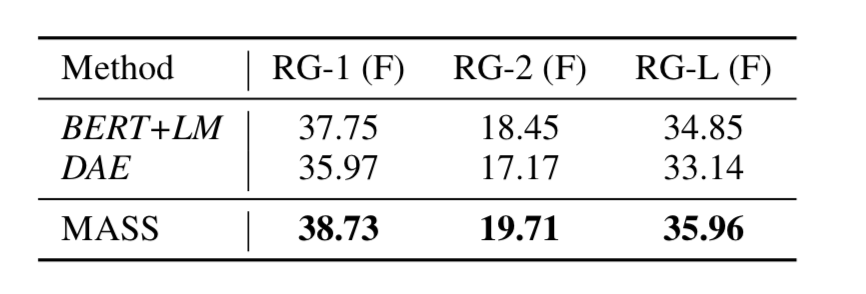 Method RG-1 (F) RG-2 (F) RG-L (F)
BERT+LM 37.75 18.45 34.85
DAE 35.97 17.17 33.14
MASS 38.73 19.71 35.96